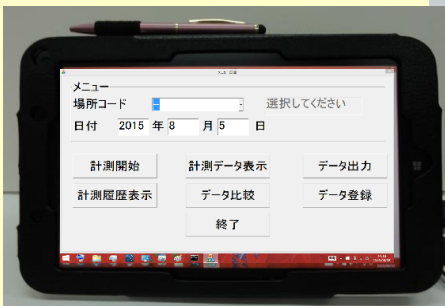 メニュー
場所コード 選択してください
日付 2015 年 8 月 5 日
計測開始 計測データ表示 データ出力
計測履歴表示 データ比較 データ登録
終了